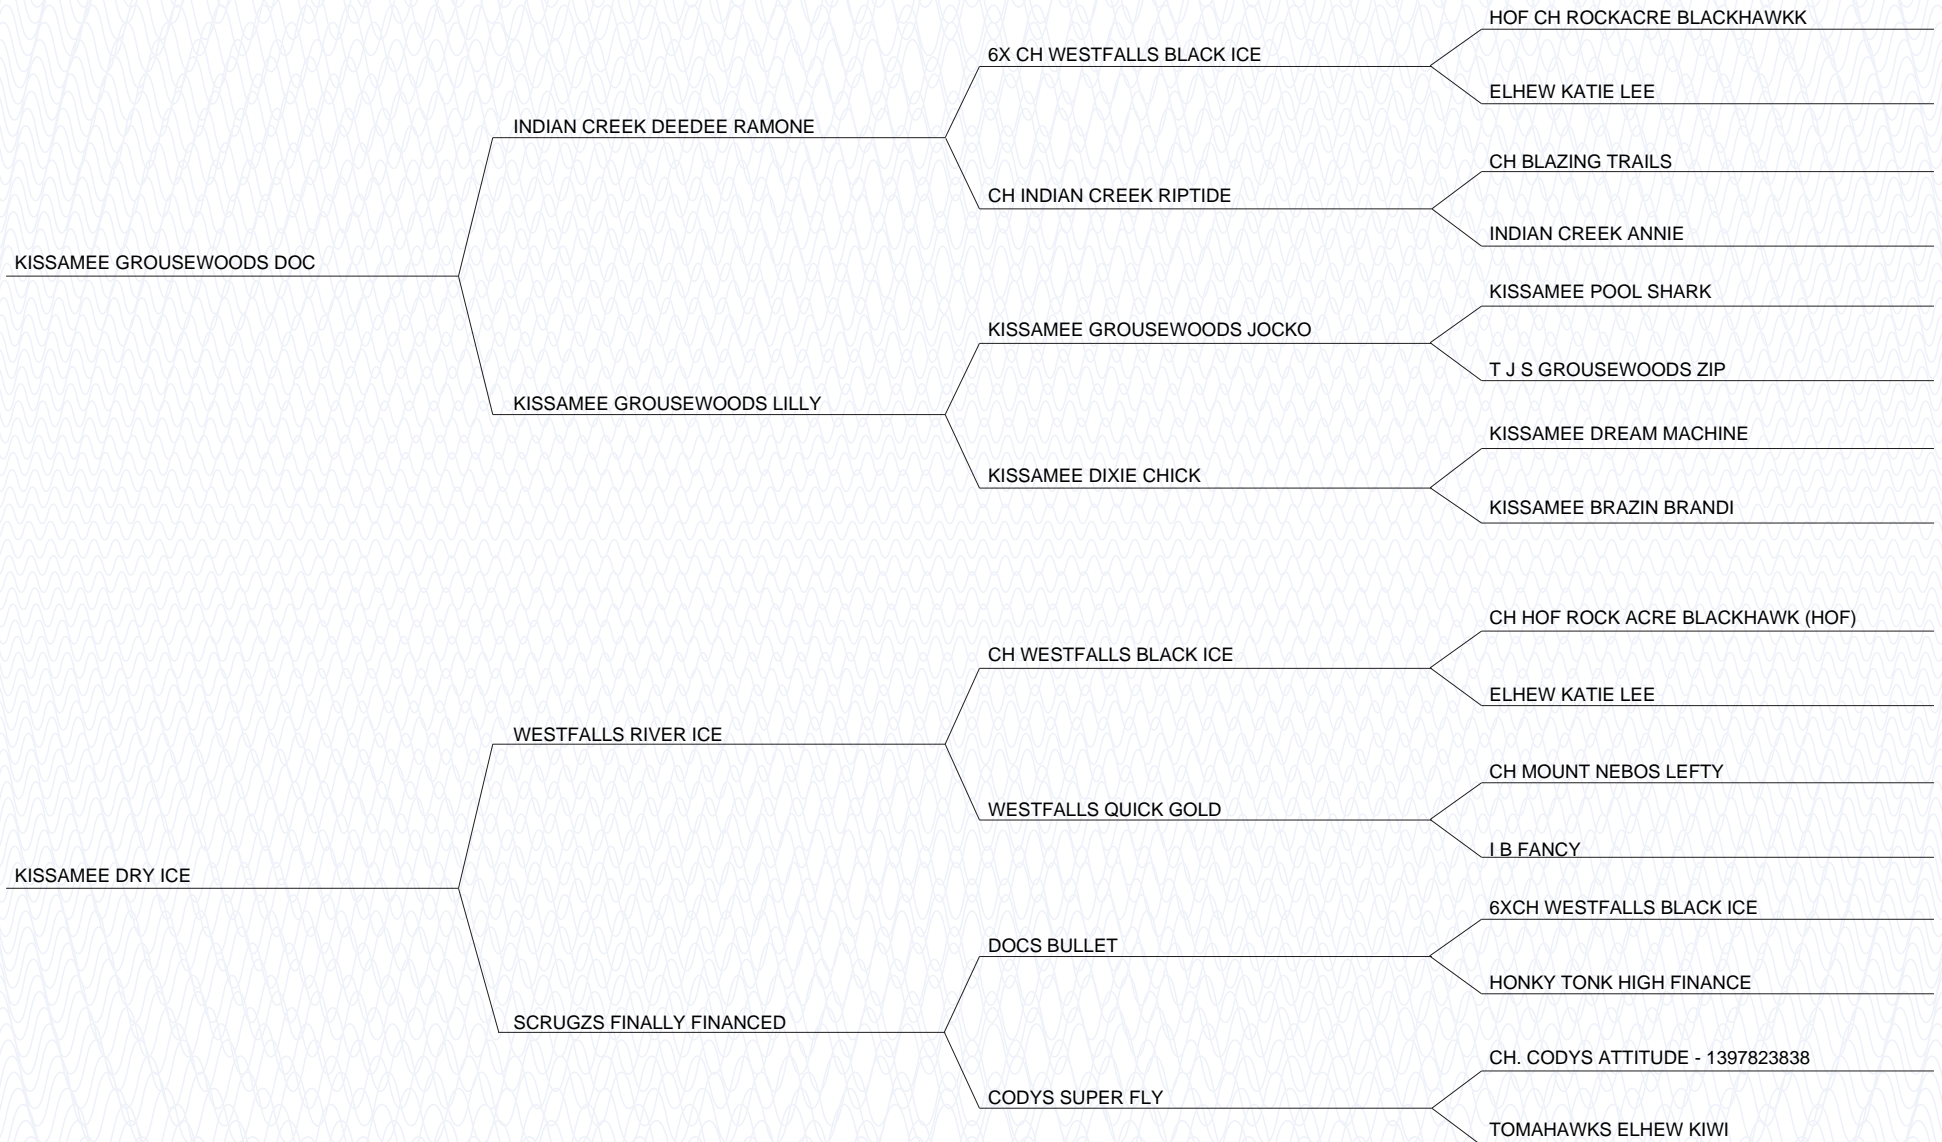 HOF CH ROCKACRE BLACKHAWKK
6X CH WESTFALLS BLACK ICE
ELHEW KATIE LEE
INDIAN CREEK DEEDEE RAMONE
CH BLAZING TRAILS
CH INDIAN CREEK RIPTIDE
INDIAN CREEK ANNIE
KISSAMEE GROUSEWOODS DOC
KISSAMEE POOL SHARK
KISSAMEE GROUSEWOODS JOCKO
T J S GROUSEWOODS ZIP
KISSAMEE GROUSEWOODS LILLY
KISSAMEE DREAM MACHINE
KISSAMEE DIXIE CHICK
KISSAMEE BRAZIN BRANDI
CH HOF ROCK ACRE BLACKHAWK (HOF)
CH WESTFALLS BLACK ICE
ELHEW KATIE LEE
WESTFALLS RIVER ICE
CH MOUNT NEBOS LEFTY
WESTFALLS QUICK GOLD
I B FANCY
KISSAMEE DRY ICE
6XCH WESTFALLS BLACK ICE
DOCS BULLET
HONKY TONK HIGH FINANCE
SCRUGZS FINALLY FINANCED
CH. CODYS ATTITUDE - 1397823838
CODYS SUPER FLY
TOMAHAWKS ELHEW KIWI